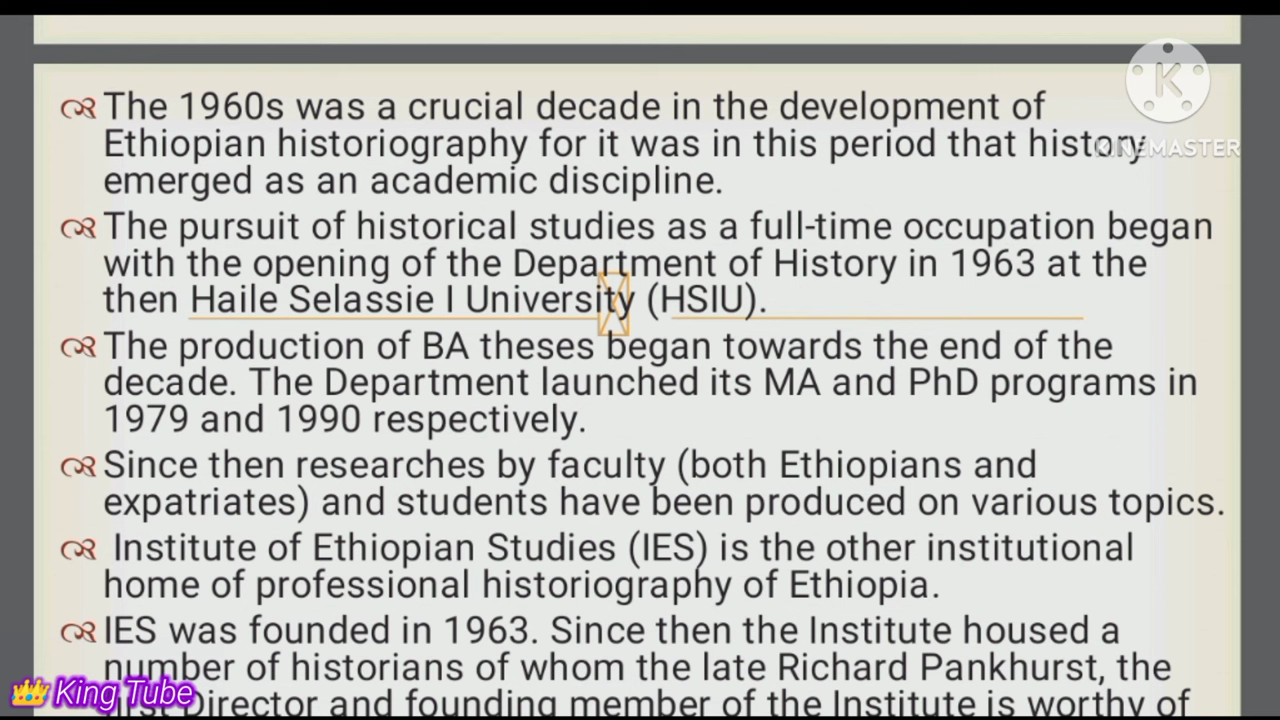 The 1960s was a crucial decade in the development of
Ethiopian historiography for it was in this period that history
emerged as an academic discipline.
The pursuit of historical studies as a full-time occupation began
with the opening of the Department of History in 1963 at the
then Haile Selassie I University (HSIU).
The production of BA theses began towards the end of the
decade. The Department launched its MA and PhD programs in
1979 and 1990 respectively.
Since then researches by faculty (both Ethiopians and
expatriates) and students have been produced on various topics.
Institute of Ethiopian Studies (IES) is the other institutional
home of professional historiography of Ethiopia.
IES was founded in 1963. Since then the Institute housed a
number of historians of whom the late Richard Pankhurst, the
first Director and founding member of the Institute is worthy of
K
KINEMASTER
King Tube